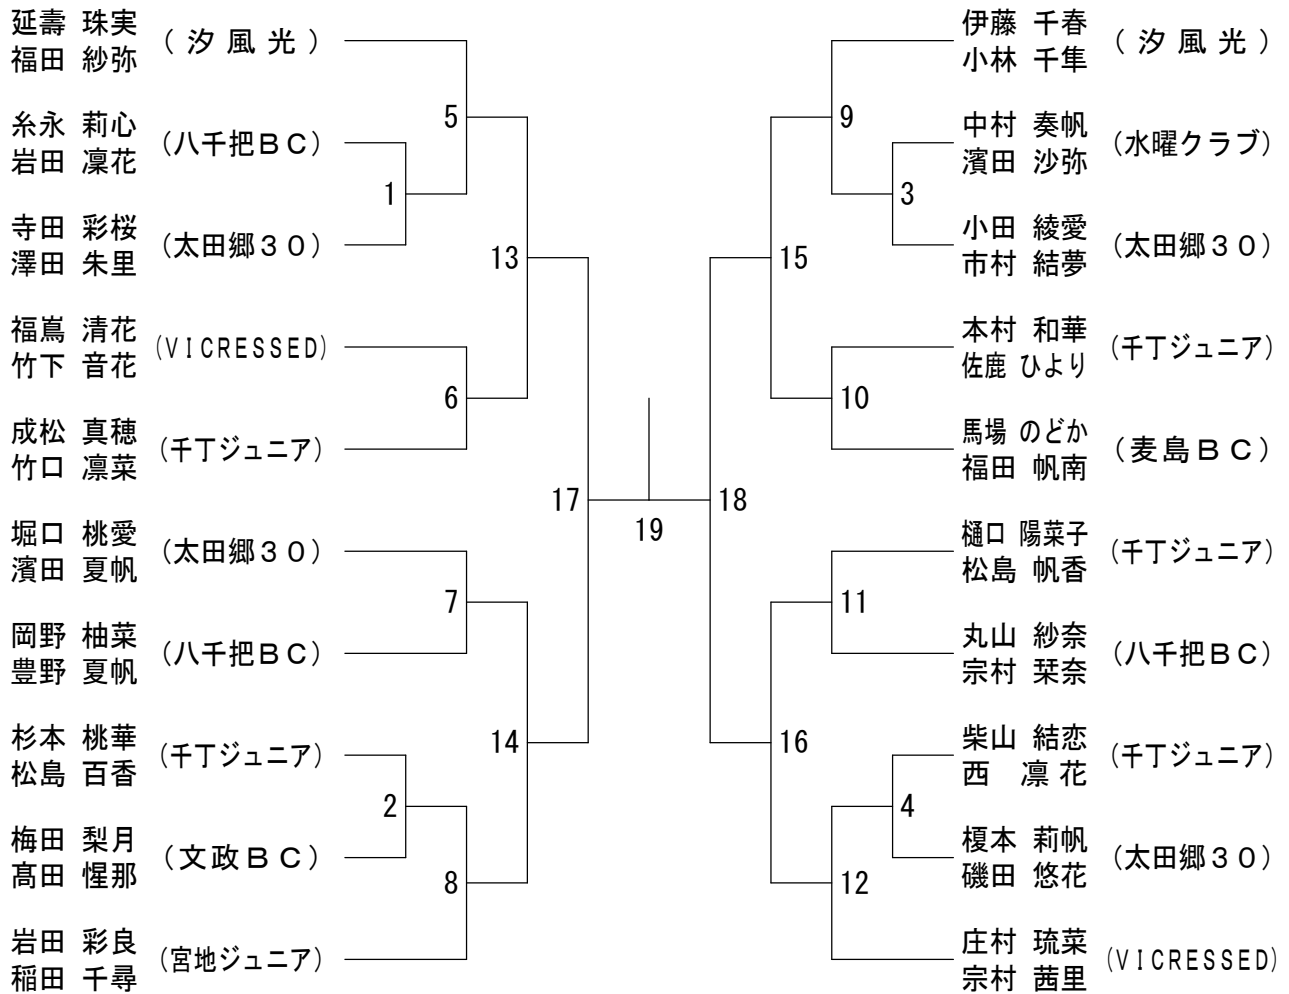 延壽 珠実
福田 紗弥
(汐風光)
糸永 莉心
岩田 凜花
(八千把BC)
寺田 彩桜
澤田 朱里
(太田郷30)
福嶌 清花
竹下 音花
(VICRESSED)
成松 真穂
竹口 凛菜
(千丁ジュニア)
堀口 桃愛
濱田 夏帆
(太田郷30)
岡野 柚菜
豊野 夏帆
(八千把BC)
杉本 桃華
松島 百香
(千丁ジュニア)
梅田 梨月
髙田 惺那
(文政BC)
岩田 彩良
稲田 千尋
(宮地ジュニア)
1
2
5
6
7
8
13
14
17
19
18
15
16
9
10
11
12
3
4
伊藤 千春
小林 千隼
(汐風光)
中村 奏帆
濱田 沙弥
(水曜クラブ)
小田 綾愛
市村 結夢
(太田郷30)
本村 和華
佐鹿 ひより
(千丁ジュニア)
馬場 のどか
福田 帆南
(麦島BC)
樋口 陽菜子
松島 帆香
(千丁ジュニア)
丸山 紗奈
宗村 栞奈
(八千把BC)
柴山 結恋
西 凛花
(千丁ジュニア)
榎本 莉帆
磯田 悠花
(太田郷30)
庄村 琉菜
宗村 茜里
(VICRESSED)